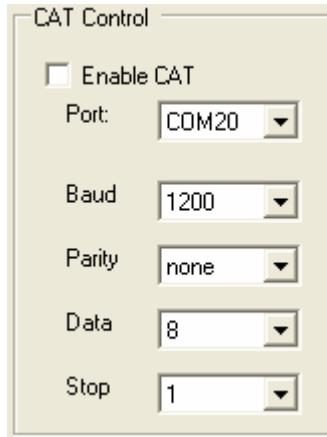 CAT Control
Enable CAT
Port: COM20
Baud 1200
Parity none
Data 8
Stop 1